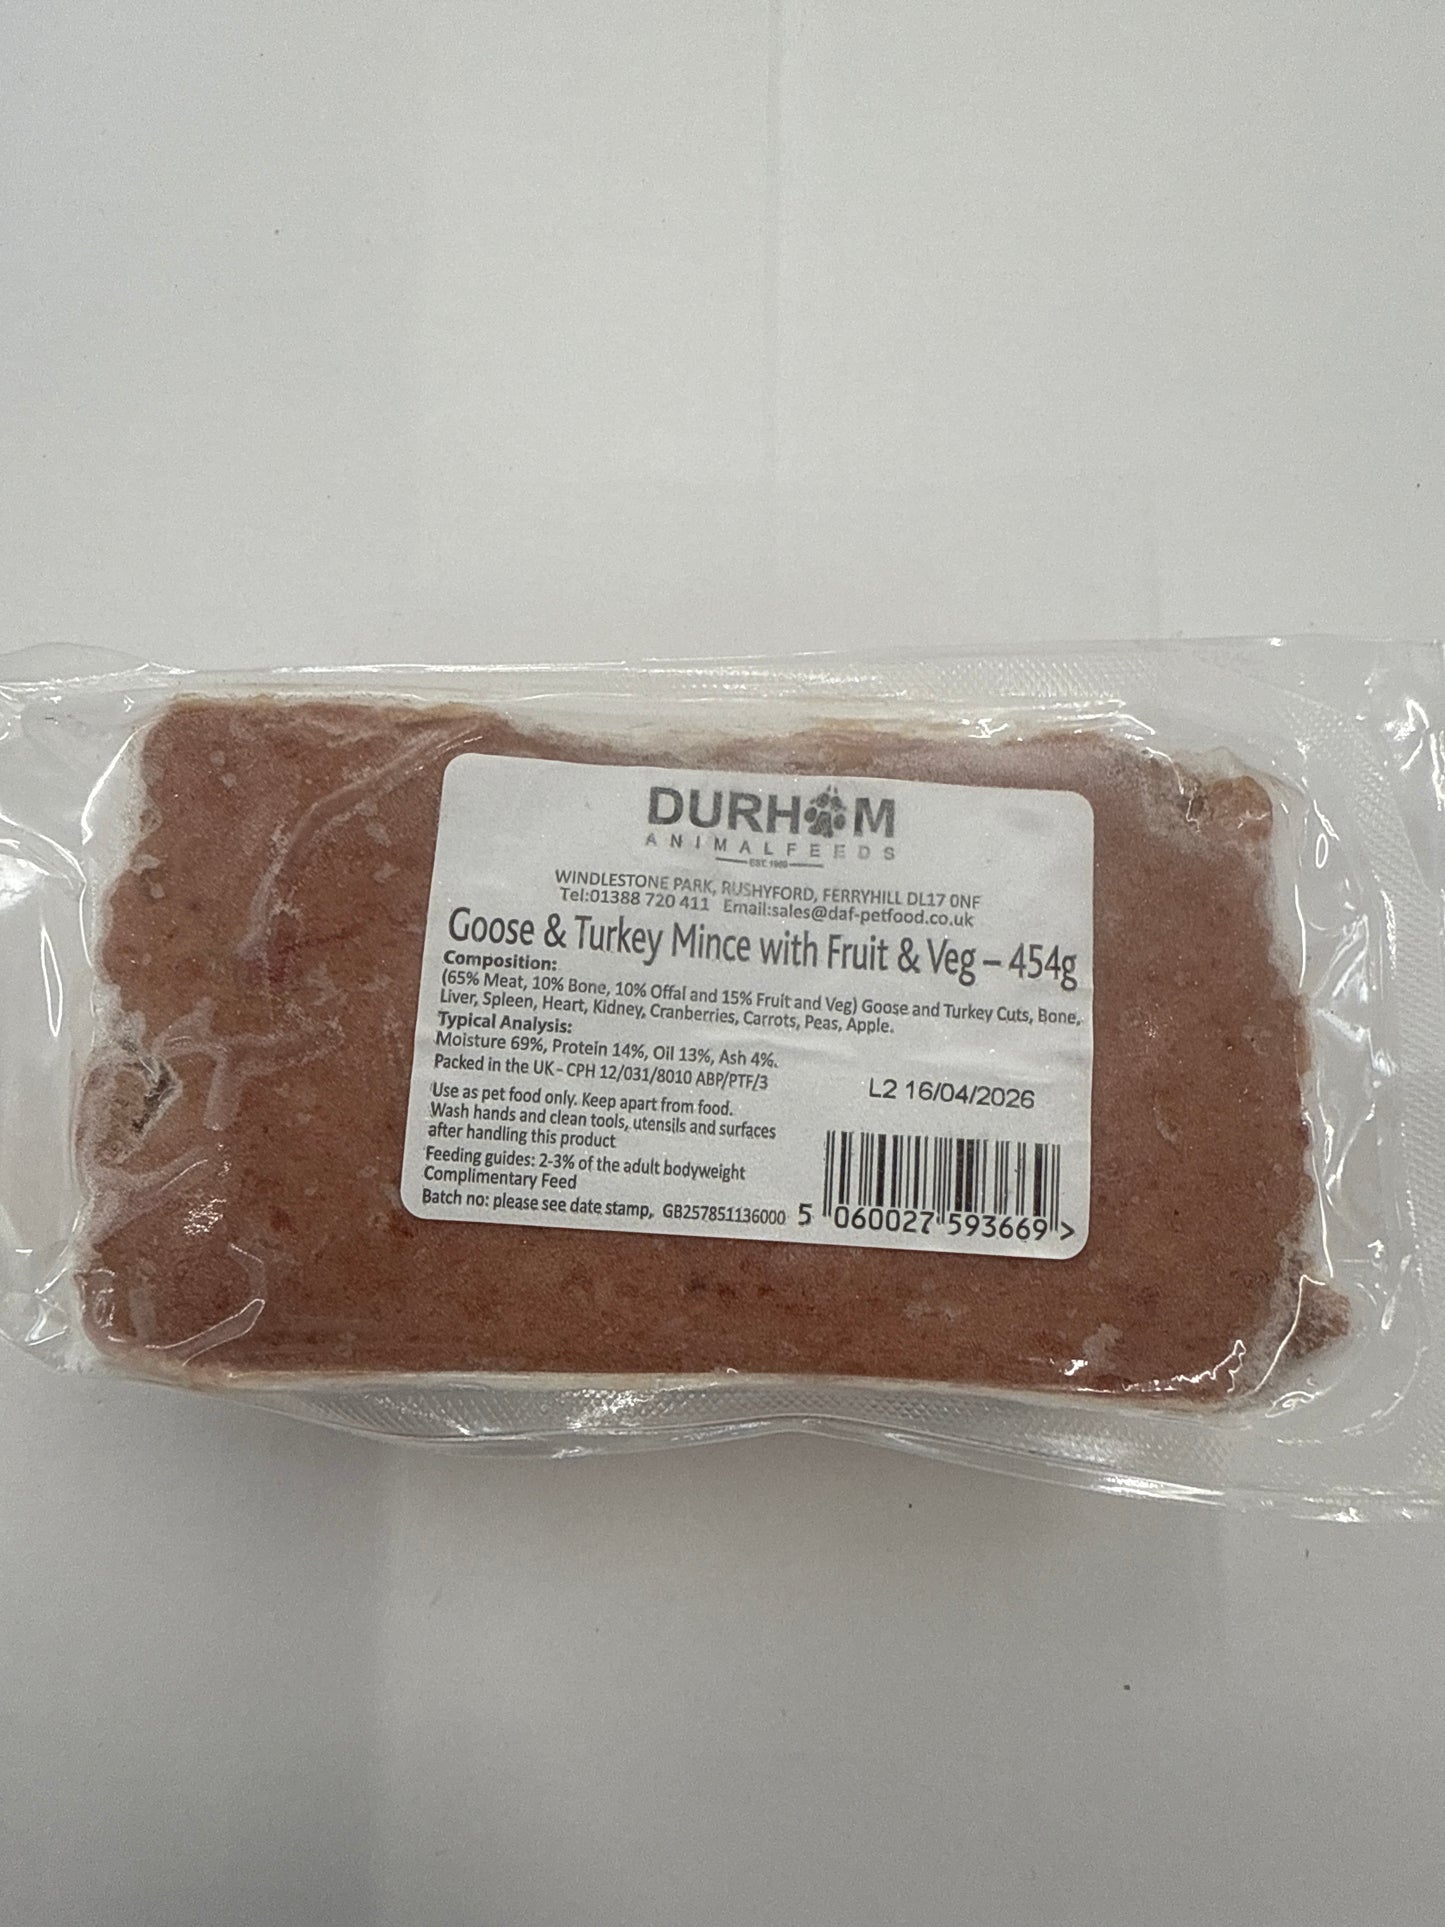 DURHAM
ANIMAL FEEDS
EST. 1969
WINDLESTONE PARK, RUSHYFORD, FERRYHILL DL17 0NF
Tel:01388 720 411 Email:sales@daf-petfood.co.uk
Goose & Turkey Mince with Fruit & Veg – 454g
Composition:
(65% Meat, 10% Bone, 10% Offal and 15% Fruit and Veg) Goose and Turkey Cuts, Bone,
Liver, Spleen, Heart, Kidney, Cranberries, Carrots, Peas, Apple.
Typical Analysis:
Moisture 69%, Protein 14%, Oil 13%, Ash 4%.
Packed in the UK - CPH 12/031/8010 ABP/PTF/3
L2 16/04/2026
Use as pet food only. Keep apart from food.
Wash hands and clean tools, utensils and surfaces
after handling this product
Feeding guides: 2-3% of the adult bodyweight
Complimentary Feed
Batch no: please see date stamp, GB257851136000
5 060027 593669 >